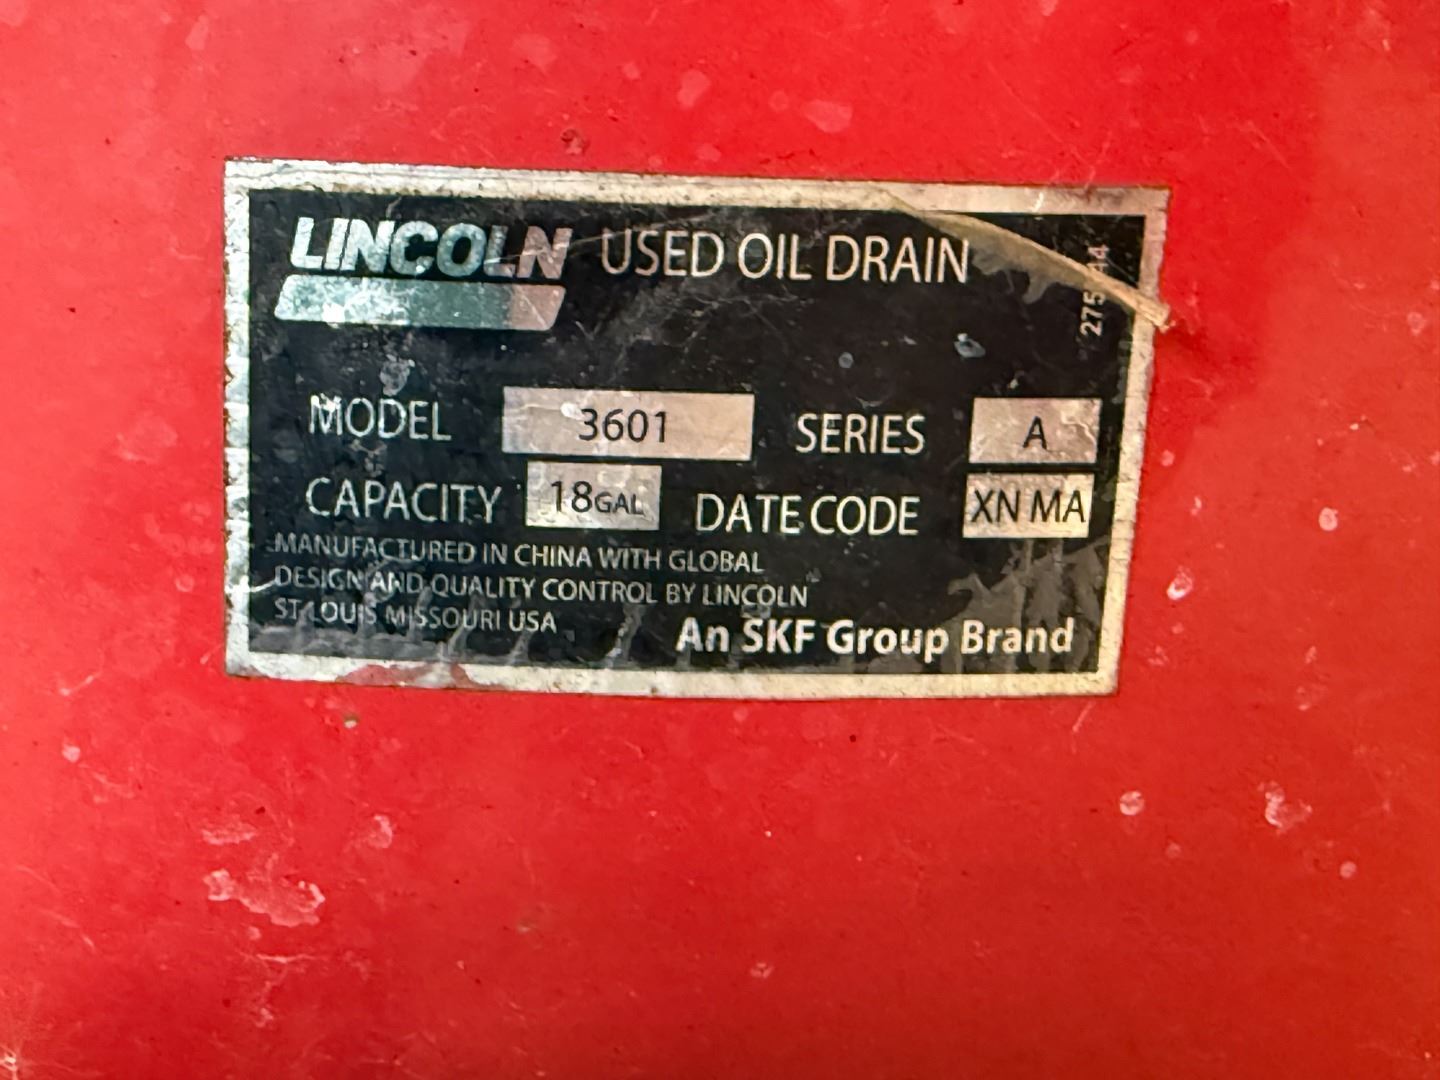 LINCOLN USED OIL DRAIN
MODEL 3601 SERIES A
CAPACITY 18GAL DATE CODE XN MA
MANUFACTURED IN CHINA WITH GLOBAL
DESIGN AND QUALITY CONTROL BY LINCOLN
ST LOUIS MISSOURI USA
An SKF Group Brand